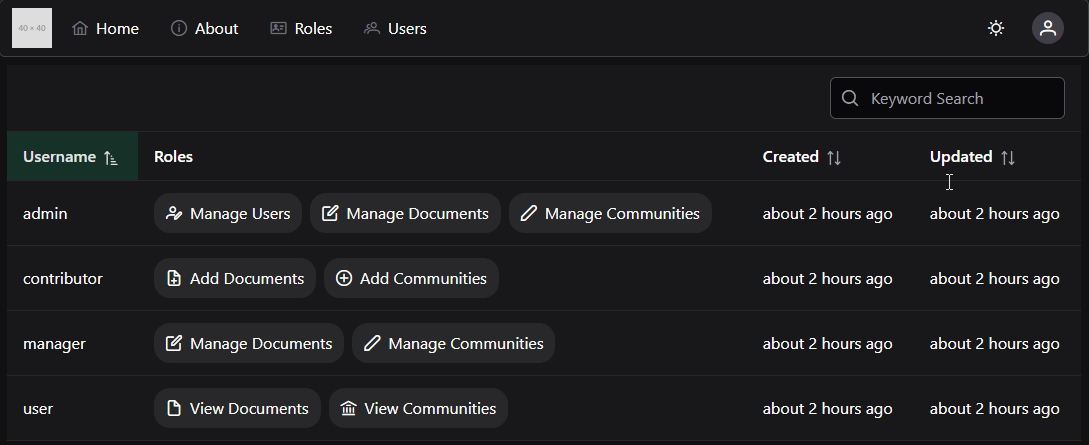 40 × 40 Home About Roles Users
Keyword Search
Username Roles Created Updated
admin Manage Users Manage Documents Manage Communities about 2 hours ago about 2 hours ago
contributor Add Documents Add Communities about 2 hours ago about 2 hours ago
manager Manage Documents Manage Communities about 2 hours ago about 2 hours ago
user View Documents View Communities about 2 hours ago about 2 hours ago